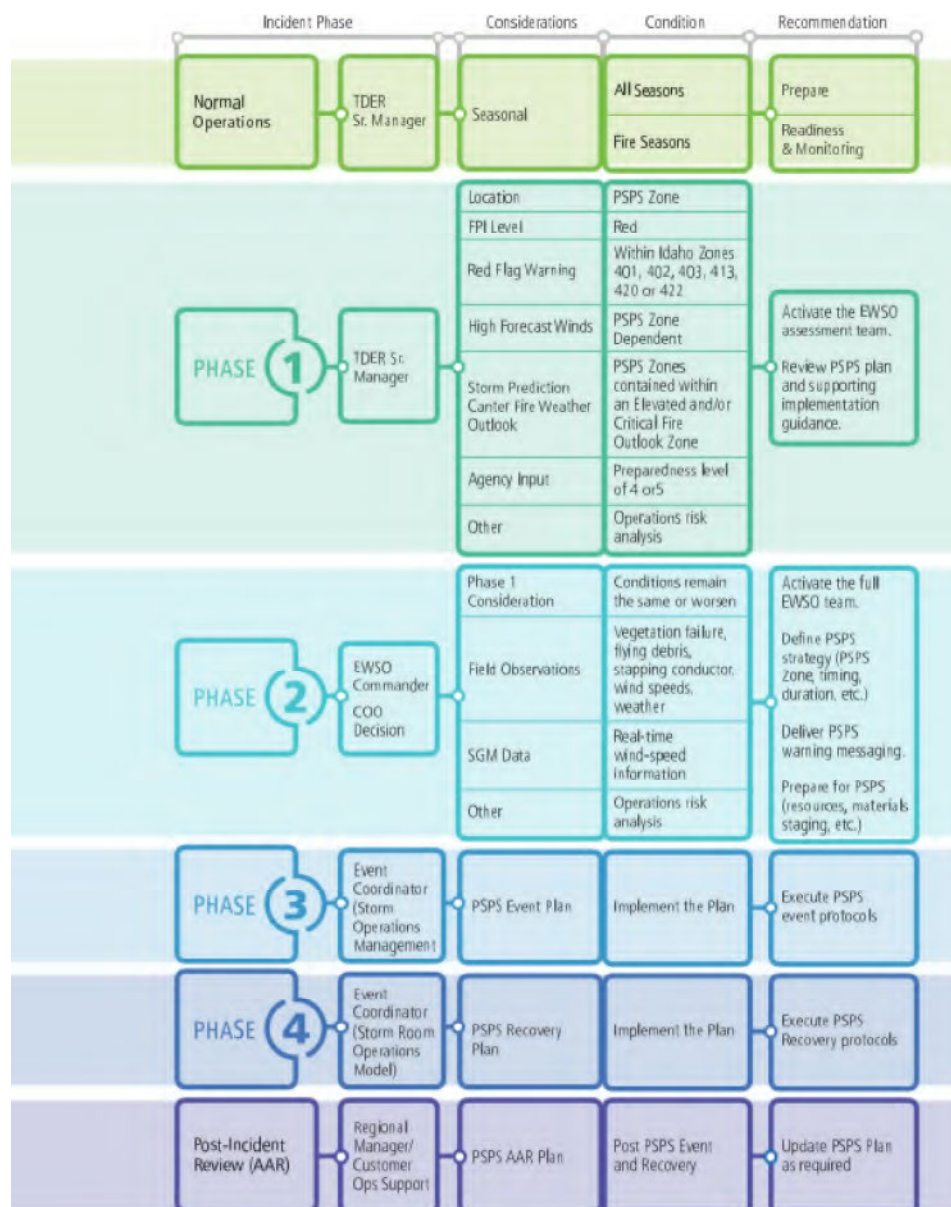 Incident Phase
Considerations
Condition
Recommendation
Normal
Operations
TDER
Sr. Manager
Seasonal
All Seasons
Prepare
Fire Seasons
Readiness
& Monitoring
PHASE 1
TDER Sr.
Manager
Location
PSPS Zone
FPI Level
Red
Red Flag Warning
Within Idaho Zones
401, 402, 403, 413,
420 or 422
High Forecast Winds
PSPS Zone
Dependent
Storm Prediction
Canter Fire Weather
Outlook
PSPS Zones
contained within
an Elevated and/or
Critical Fire
Outlook Zone
Agency Input
Preparedness level
of 4 or5
Other
Operations risk
analysis
Activate the EWSO
assessment team.
Review PSPS plan
and supporting
implementation
guidance.
PHASE 2
EWSO
Commander
COO
Decision
Phase 1
Consideration
Conditions remain
the same or worsen
Field Observations
Vegetation failure,
flying debris,
stapping conductor,
wind speeds,
weather
SGM Data
Real-time
wind-speed
information
Other
Operations risk
analysis
Activate the full
EWSO team.
Define PSPS
strategy (PSPS
Zone, timing,
duration, etc.)
Deliver PSPS
warning messaging.
Prepare for PSPS
(resources, materials
staging, etc.)
PHASE 3
Event
Coordinator
(Storm
Operations
Management
PSPS Event Plan
Implement the Plan
Execute PSPS
event protocols
PHASE 4
Event
Coordinator
(Storm Room
Operations
Model)
PSPS Recovery
Plan
Implement the Plan
Execute PSPS
Recovery protocols
Post-Incident
Review (AAR)
Regional
Manager/
Customer
Ops Support
PSPS AAR Plan
Post PSPS Event
and Recovery
Update PSPS Plan
as required